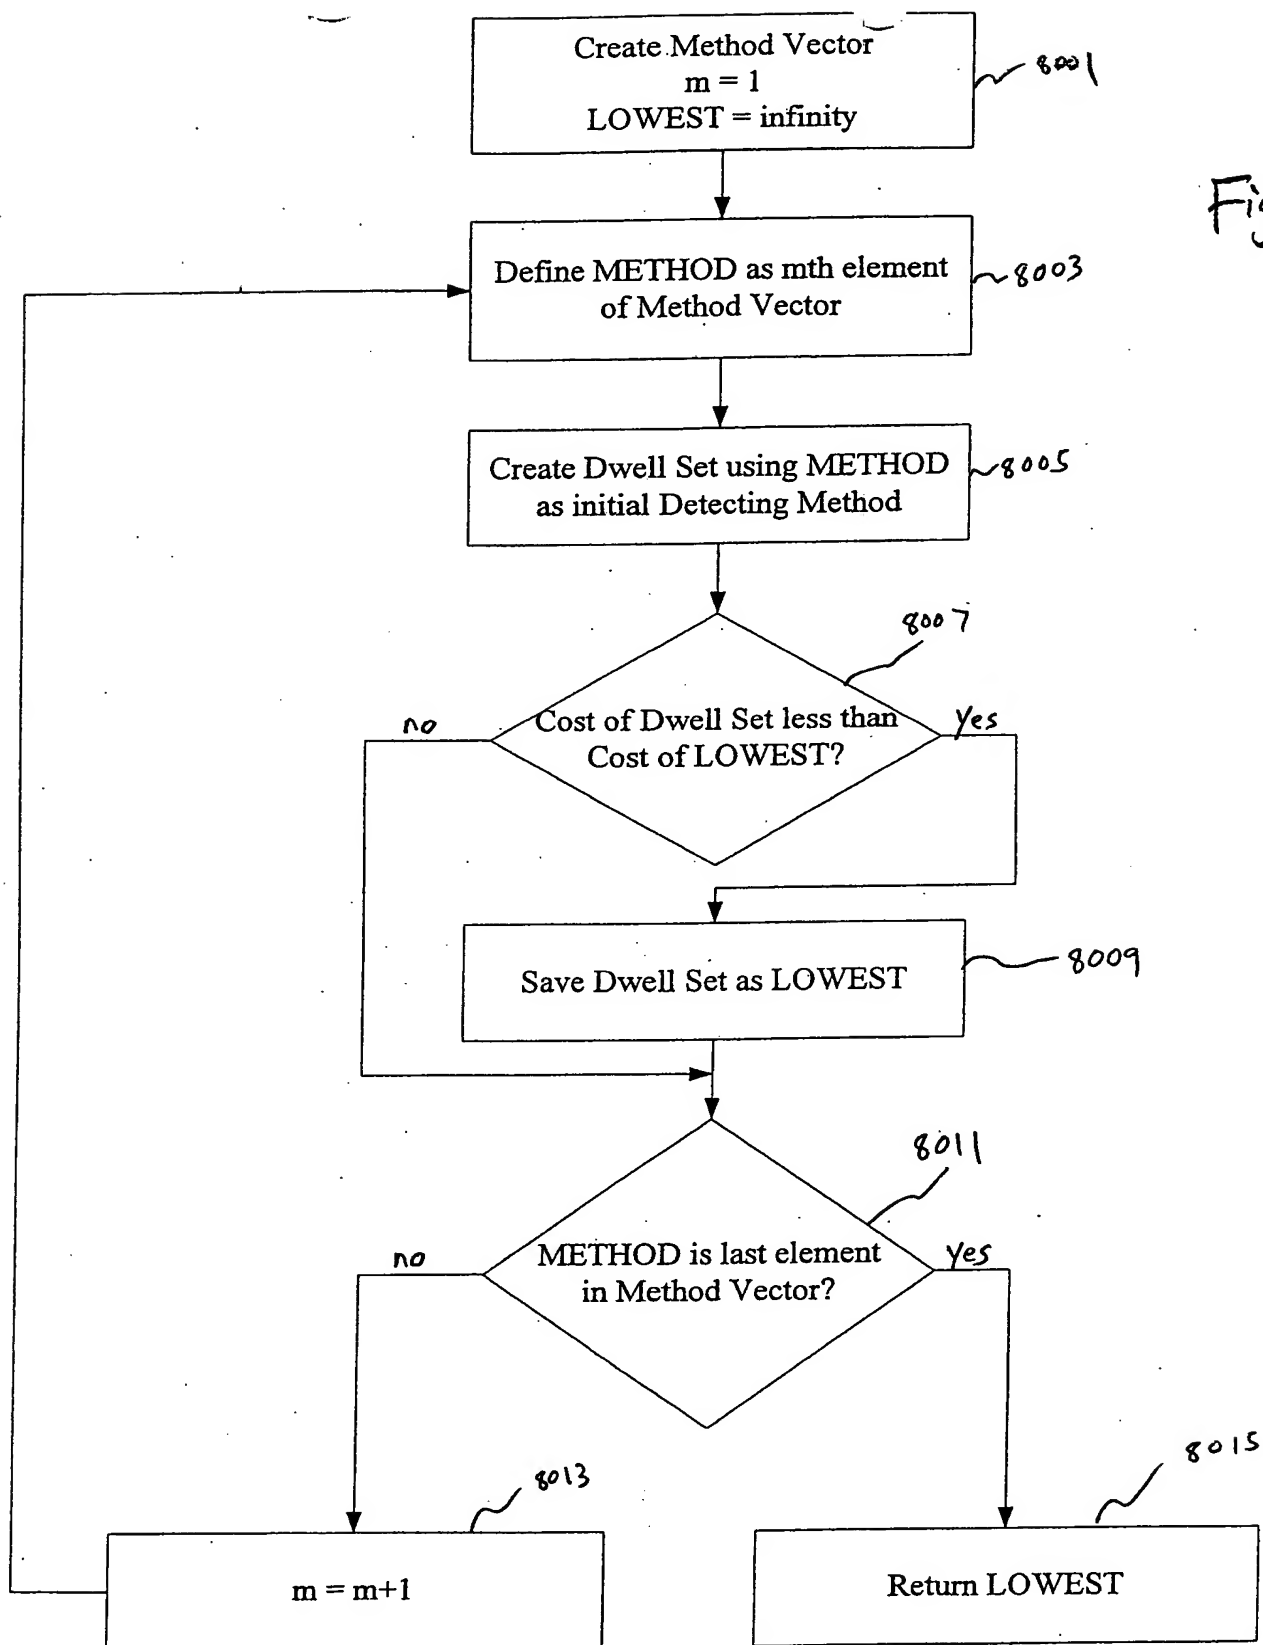 Create Method Vector
m = 1
LOWEST = infinity
8001
Define METHOD as mth element
of Method Vector
8003
Create Dwell Set using METHOD
as initial Detecting Method
8005
8007
no
Cost of Dwell Set less than
Cost of LOWEST?
Yes
Save Dwell Set as LOWEST
8009
8011
no
METHOD is last element
in Method Vector?
Yes
8013
m = m+1
8015
Return LOWEST